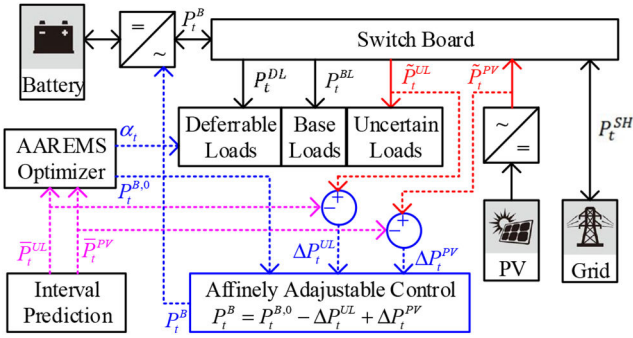 P_t^B
Switch Board
Battery
P_t^{DL}
P_t^{BL}
P̃_t^{UL}
P̃_t^{PV}
= ~
Deferrable Loads
Base Loads
Uncertain Loads
~ =
P_t^{SH}
AAREMS
Optimizer
α_t
P_t^{B,0}
+
−
+
−
P̅_t^{UL}
P̅_t^{PV}
ΔP_t^{UL}
ΔP_t^{PV}
PV
Grid
Interval
Prediction
P_t^B
Affinely Adajustable Control
P_t^B = P_t^{B,0} − ΔP_t^{UL} + ΔP_t^{PV}